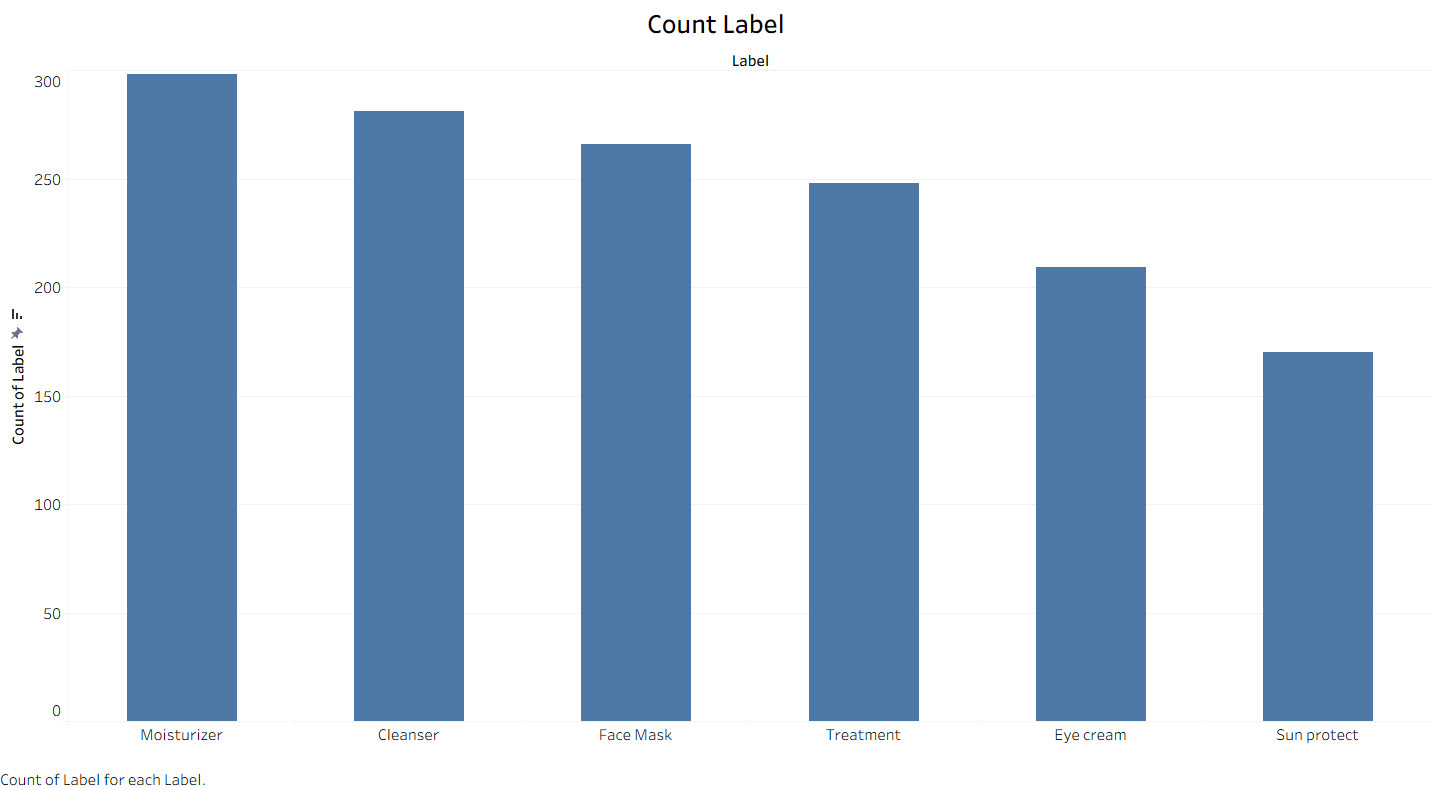 Count Label
Label
300
250
200
150
100
50
0
Count of Label
Moisturizer Cleanser Face Mask Treatment Eye cream Sun protect
Count of Label for each Label.